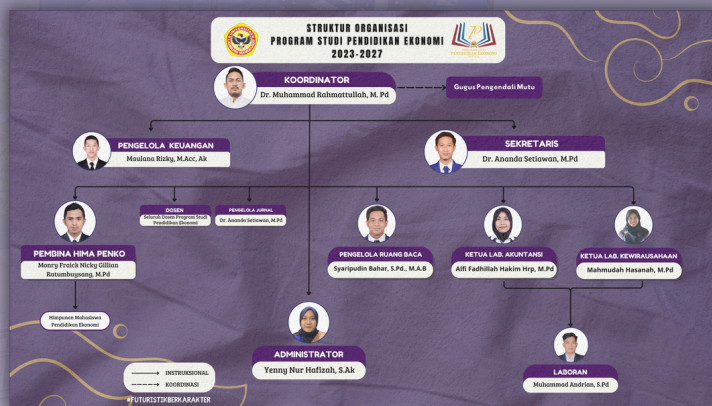 STRUKTUR ORGANISASI
PROGRAM STUDI PENDIDIKAN EKONOMI
2023-2027
KOORDINATOR
Dr. Muhammad Rahmattullah, M. Pd
Gugus Pengendali Mutu
PENGELOLA KEUANGAN
Maulana Rizky, M.Acc, Ak
SEKRETARIS
Dr. Ananda Setiawan, M.Pd
DOSEN
Seluruh Dosen Program Studi
Pendidikan Ekonomi
PENGELOLA JURNAL
Dr. Ananda Setiawan, M.Pd
PEMBINA HIMA PENKO
Monry Fraick Nicky Gillian
Ratumbuysang, M.Pd
PENGELOLA RUANG BACA
Syaripudin Bahar, S.Pd., M.A.B
KETUA LAB. AKUNTANSI
Alfi Fadhillah Hakim Hrp, M.Pd
KETUA LAB. KEWIRAUSAHAAN
Mahmudah Hasanah, M.Pd
Himpunan Mahasiswa
Pendidikan Ekonomi
ADMINISTRATOR
Yenny Nur Hafizah, S.Ak
LABORAN
Muhammad Andrian, S.Pd
INSTRUKSIONAL
KOORDINASI
#FUTURISTIKBERKARAKTER